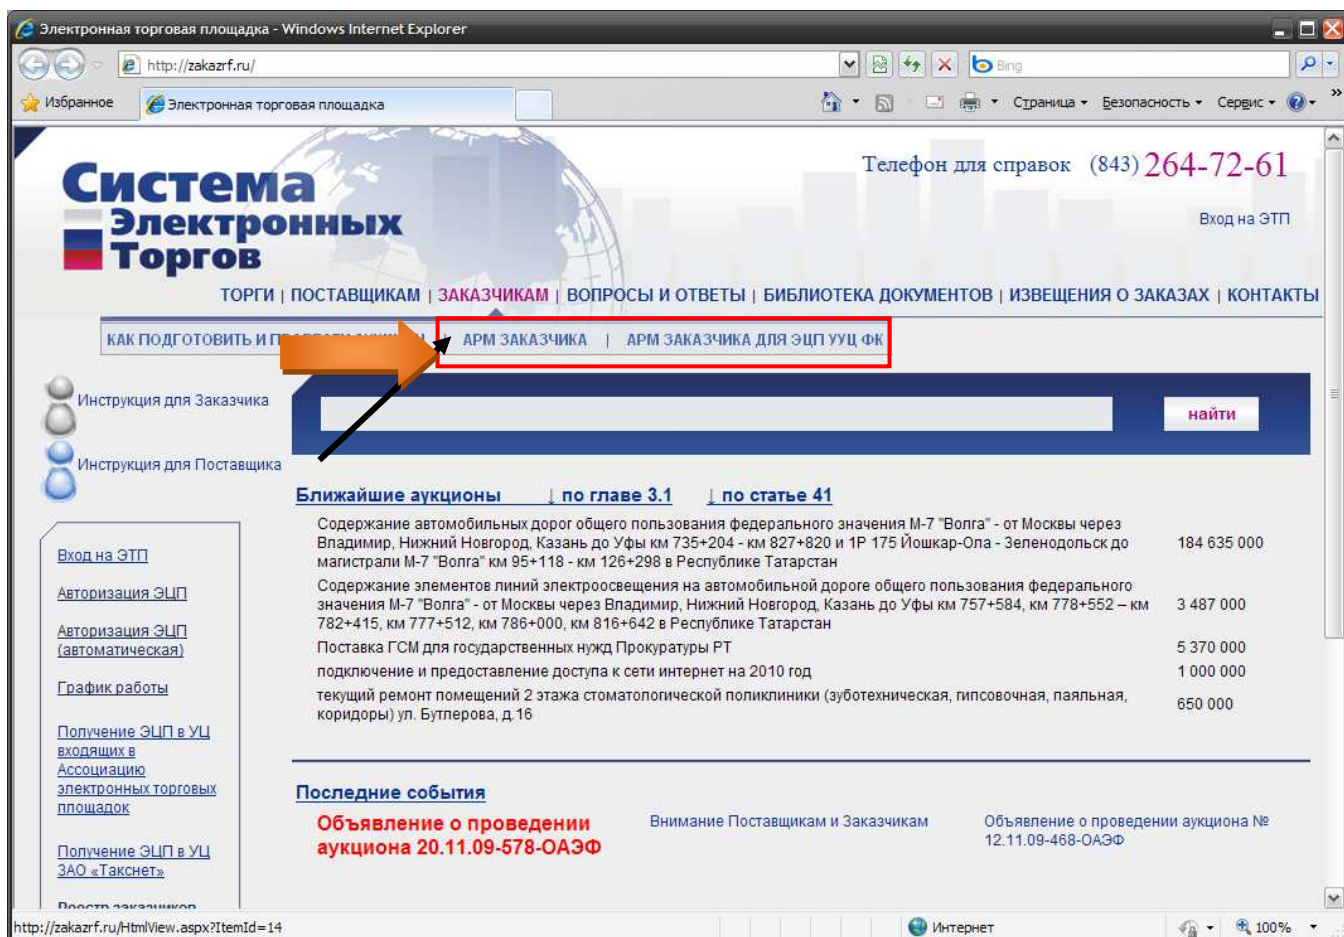 Электронная торговая площадка - Windows Internet Explorer
http://zakazrf.ru/
Bing
Избранное
Электронная торговая площадка
Страница
Безопасность
Сервис
Система
Электронных
Торгов
Телефон для справок (843) 264-72-61
Вход на ЭТП
ТОРГИ | ПОСТАВЩИКАМ | ЗАКАЗЧИКАМ | ВОПРОСЫ И ОТВЕТЫ | БИБЛИОТЕКА ДОКУМЕНТОВ | ИЗВЕЩЕНИЯ О ЗАКАЗАХ | КОНТАКТЫ
КАК ПОДГОТОВИТЬ И | АРМ ЗАКАЗЧИКА | АРМ ЗАКАЗЧИКА ДЛЯ ЭЦП УУЦ ФК
Инструкция для Заказчика
найти
Инструкция для Поставщика
Ближайшие аукционы ↓ по главе 3.1 ↓ по статье 41
Содержание автомобильных дорог общего пользования федерального значения М-7 "Волга" - от Москвы через
Владимир, Нижний Новгород, Казань до Уфы км 735+204 - км 827+820 и 1Р 175 Йошкар-Ола - Зеленодольск до
магистрали М-7 "Волга" км 95+118 - км 126+298 в Республике Татарстан
184 635 000
Содержание элементов линий электроосвещения на автомобильной дороге общего пользования федерального
значения М-7 "Волга" - от Москвы через Владимир, Нижний Новгород, Казань до Уфы км 757+584, км 778+552 – км
782+415, км 777+512, км 786+000, км 816+642 в Республике Татарстан
3 487 000
Поставка ГСМ для государственных нужд Прокуратуры РТ 5 370 000
подключение и предоставление доступа к сети интернет на 2010 год 1 000 000
текущий ремонт помещений 2 этажа стоматологической поликлиники (зуботехническая, гипсовочная, паяльная,
коридоры) ул. Бутлерова, д.16
650 000
Вход на ЭТП
Авторизация ЭЦП
Авторизация ЭЦП
(автоматическая)
График работы
Получение ЭЦП в УЦ
входящих в
Ассоциацию
электронных торговых
площадок
Получение ЭЦП в УЦ
ЗАО «Такснет»
Реестр заказчиков
Последние события
Объявление о проведении
аукциона 20.11.09-578-ОАЭФ
Внимание Поставщикам и Заказчикам
Объявление о проведении аукциона №
12.11.09-468-ОАЭФ
http://zakazrf.ru/HtmlView.aspx?ItemId=14
Интернет
100%